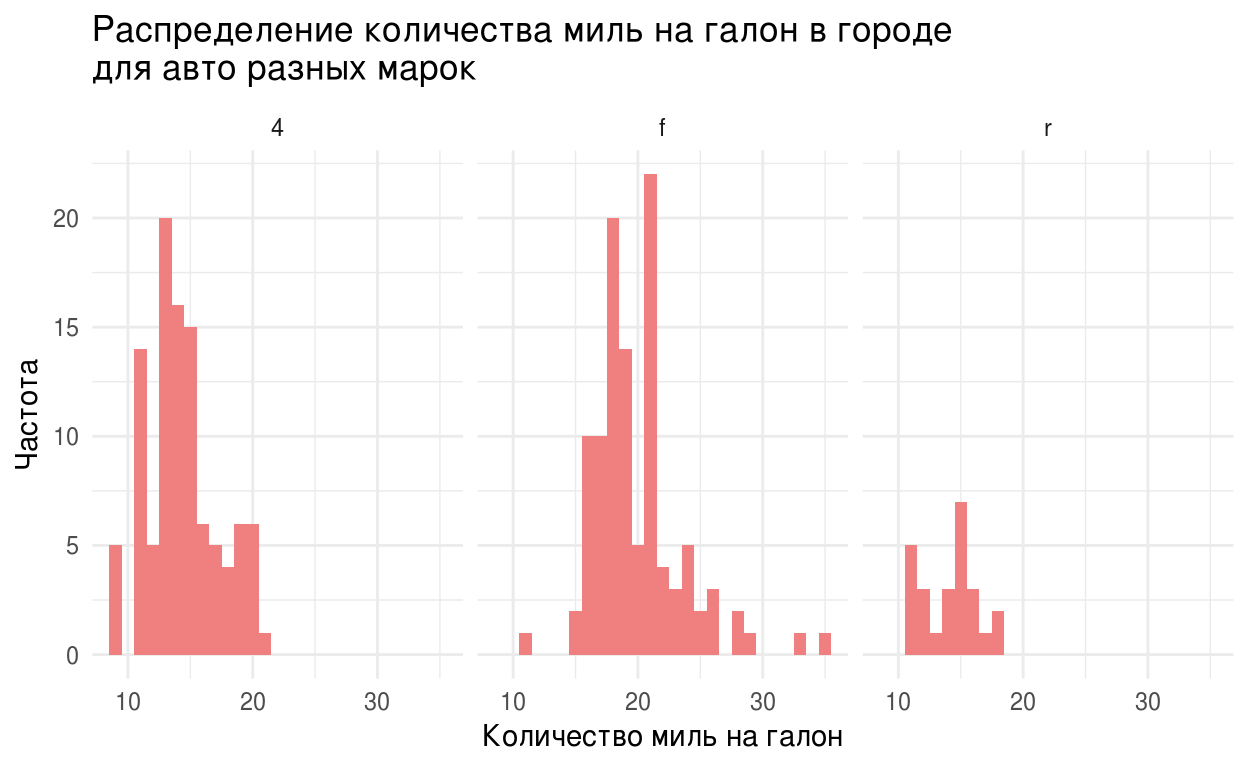 Распределение количества миль на галон в городе
для авто разных марок
4 f r
20
15
10
5
0
Частота
10 20 30 10 20 30 10 20 30
Количество миль на галон